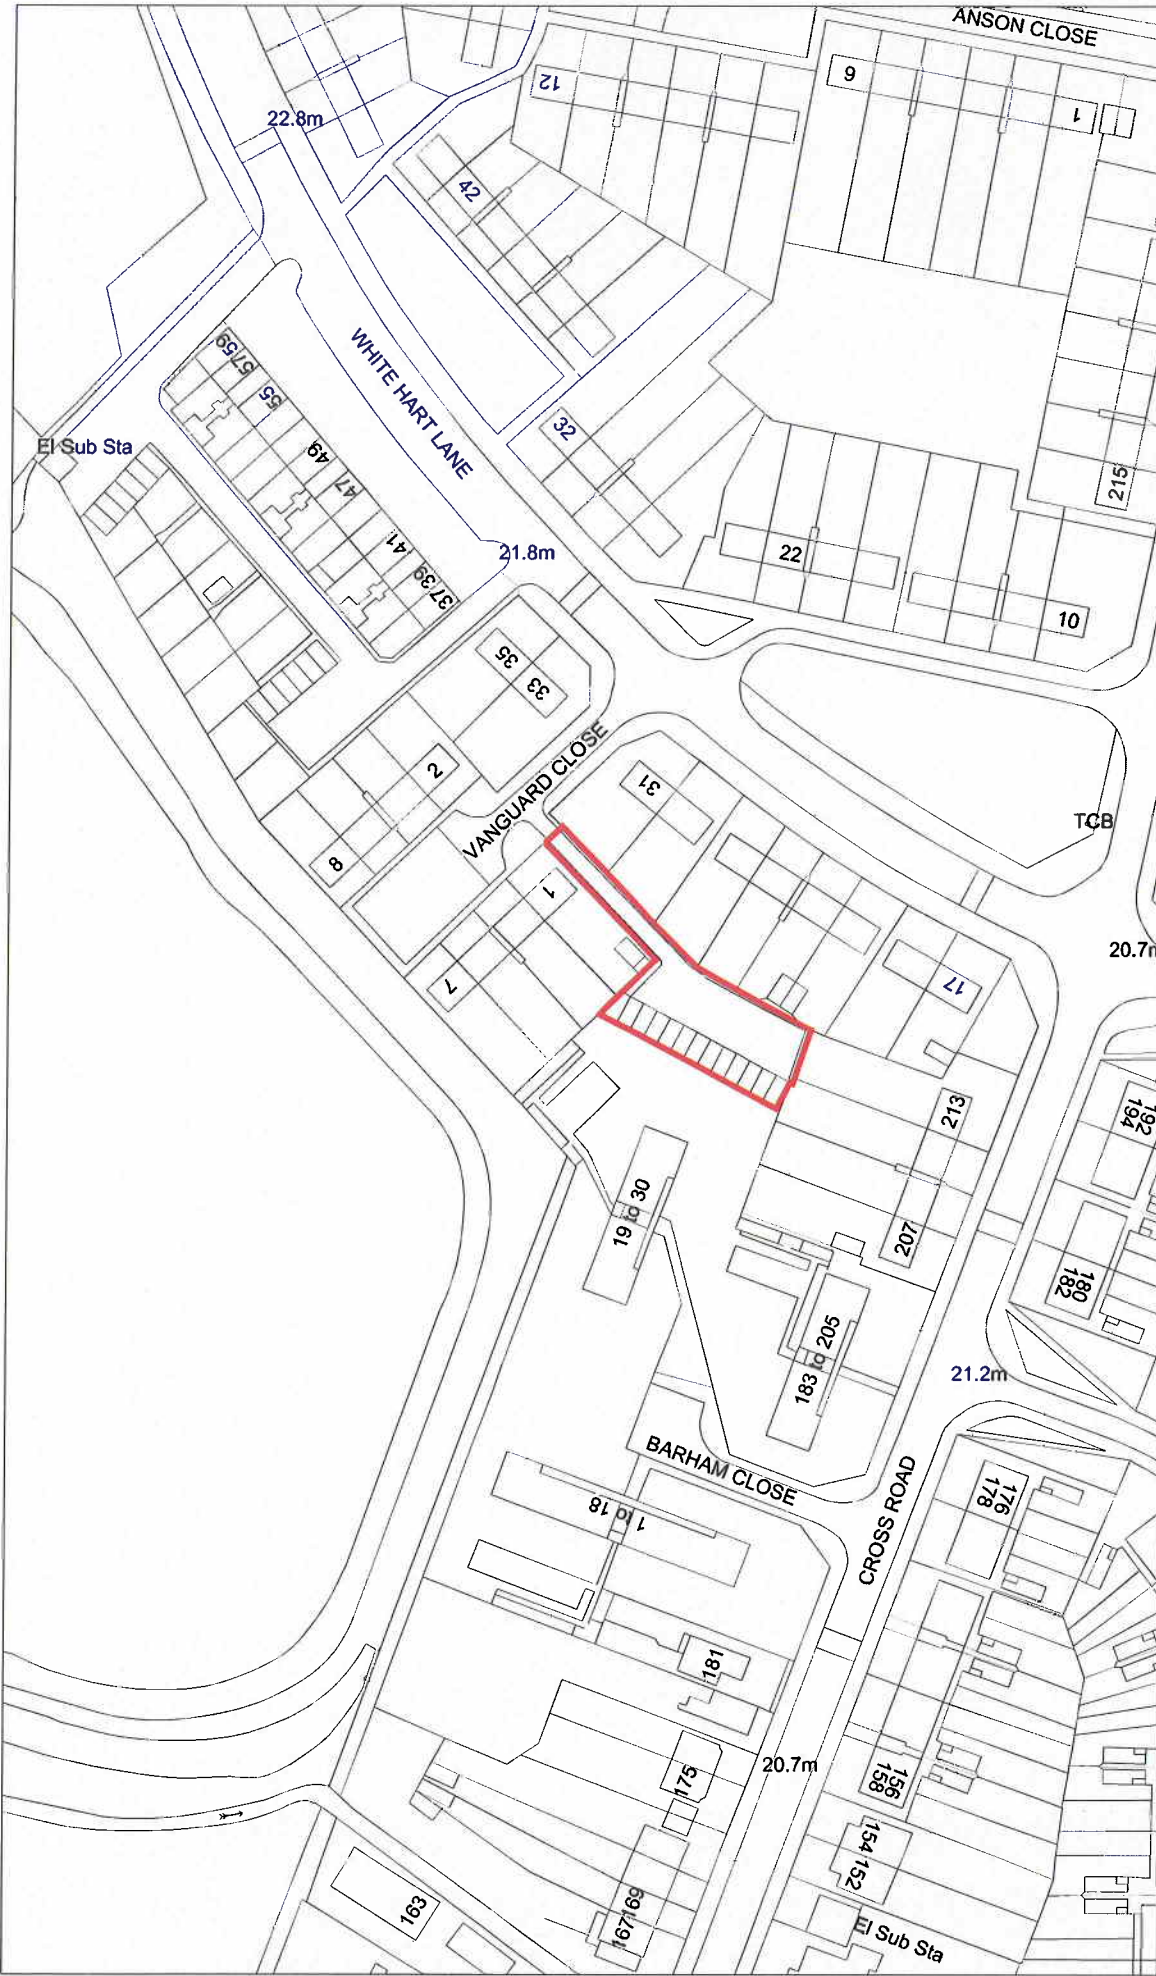 ANSON CLOSE
9
12
1
22.8m
42
WHITE HART LANE
57/59
55
49
47
41
37/39
El Sub Sta
32
215
21.8m
22
10
35
33
VANGUARD CLOSE
31
2
8
TCB
1
7
17
20.7m
213
192
194
19 to 30
207
180
182
183 to 205
21.2m
BARHAM CLOSE
CROSS ROAD
176
178
1 to 18
181
175
20.7m
156
158
154
152
163
169
167
El Sub Sta